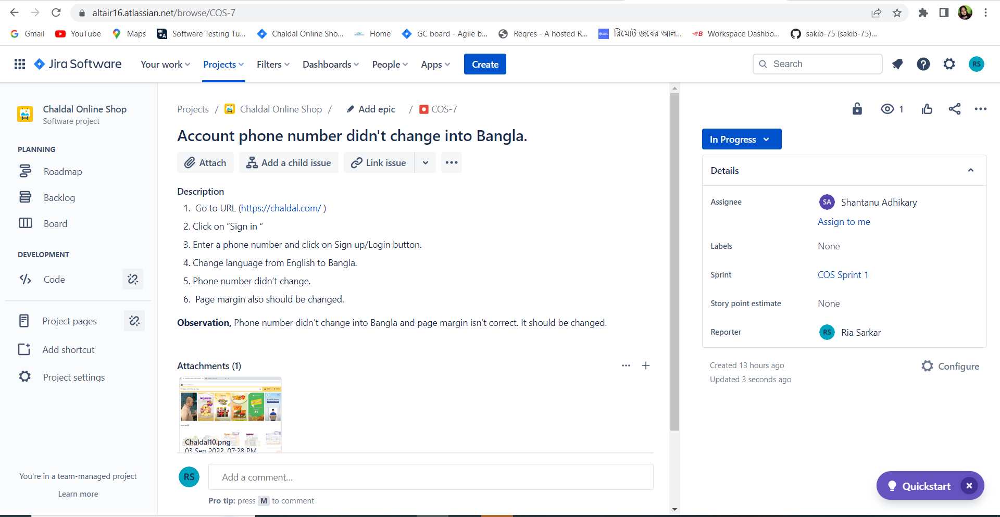 altair16.atlassian.net/browse/COS-7
Gmail YouTube Maps Software Testing Tu... Chaldal Online Sho... Home GC board - Agile b... Reqres - A hosted R... রিমোট জবের আল... Workspace Dashbo... sakib-75 (sakib-75)...
Jira Software Your work Projects Filters Dashboards People Apps Create Search RS
Chaldal Online Shop
Software project
PLANNING
Roadmap
Backlog
Board
DEVELOPMENT
Code
Project pages
Add shortcut
Project settings
You're in a team-managed project
Learn more
Projects / Chaldal Online Shop / Add epic / COS-7
Account phone number didn't change into Bangla.
Attach Add a child issue Link issue
Description
1. Go to URL (https://chaldal.com/ )
2. Click on “Sign in ”
3. Enter a phone number and click on Sign up/Login button.
4. Change language from English to Bangla.
5. Phone number didn’t change.
6. Page margin also should be changed.
Observation, Phone number didn’t change into Bangla and page margin isn’t correct. It should be changed.
Attachments (1)
Chaldal10.png
03 Sep 2022, 07:28 PM
RS Add a comment...
Pro tip: press M to comment
1
In Progress
Details
Assignee SA Shantanu Adhikary
Assign to me
Labels None
Sprint COS Sprint 1
Story point estimate None
Reporter RS Ria Sarkar
Created 13 hours ago
Updated 3 seconds ago
Configure
Quickstart